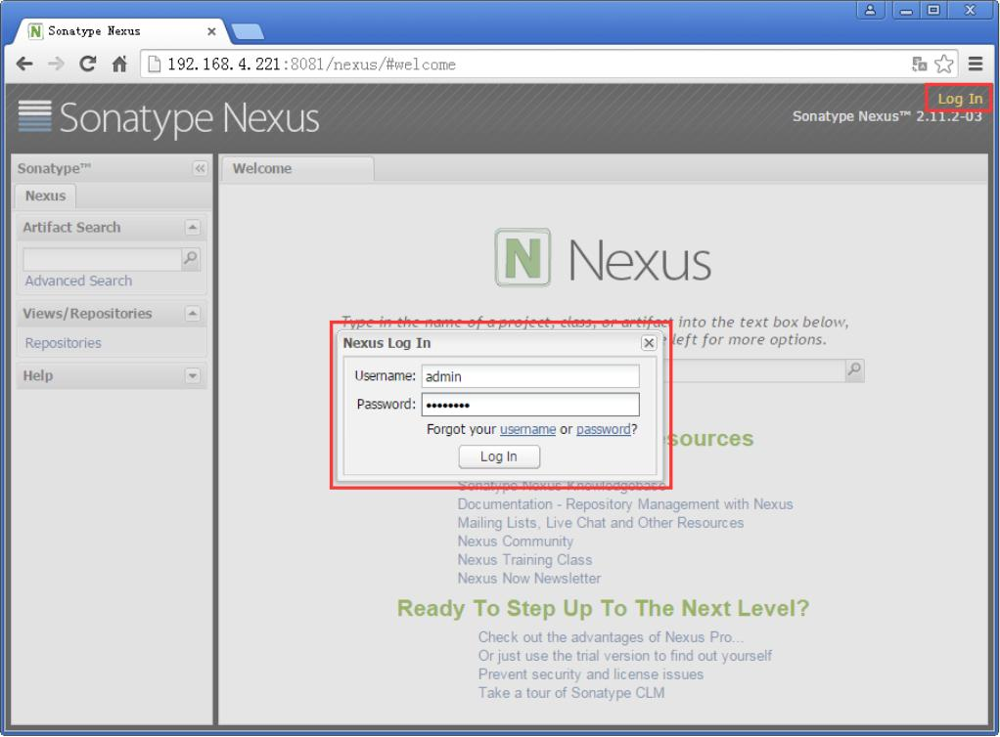 Sonatype Nexus
192.168.4.221:8081/nexus/#welcome
Log In
Sonatype Nexus
Sonatype Nexus™ 2.11.2-03
Sonatype™
Welcome
Nexus
Artifact Search
Advanced Search
Views/Repositories
Repositories
Help
N Nexus
Type in the name of a project, class, or artifact into the text box below,
left for more options.
Nexus Log In
Username: admin
Password: ••••••••
Forgot your username or password?
Log In
Sonatype Nexus Knowledgebase
Documentation - Repository Management with Nexus
Mailing Lists, Live Chat and Other Resources
Nexus Community
Nexus Training Class
Nexus Now Newsletter
Ready To Step Up To The Next Level?
Check out the advantages of Nexus Pro...
Or just use the trial version to find out yourself
Prevent security and license issues
Take a tour of Sonatype CLM